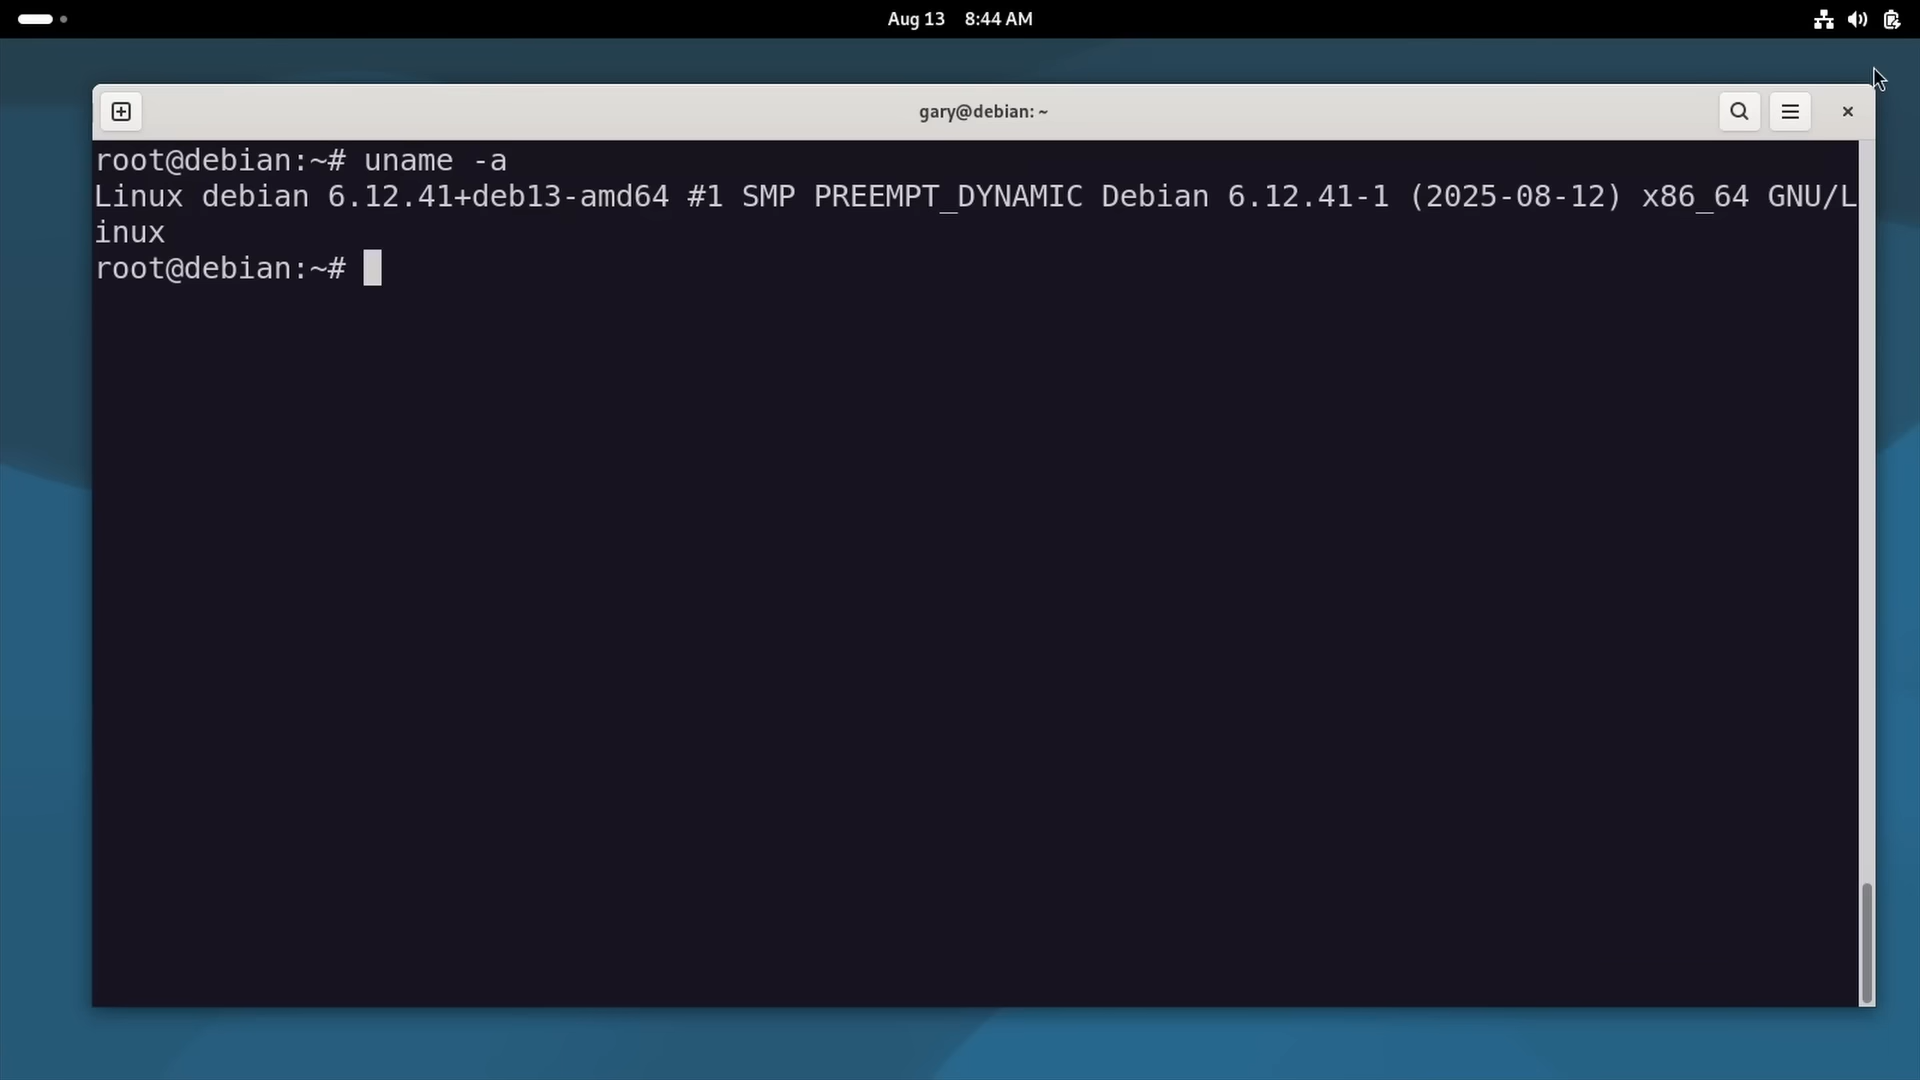 Aug 13 8:44 AM
gary@debian: ~
root@debian:~# uname -a
Linux debian 6.12.41+deb13-amd64 #1 SMP PREEMPT_DYNAMIC Debian 6.12.41-1 (2025-08-12) x86_64 GNU/L
inux
root@debian:~#